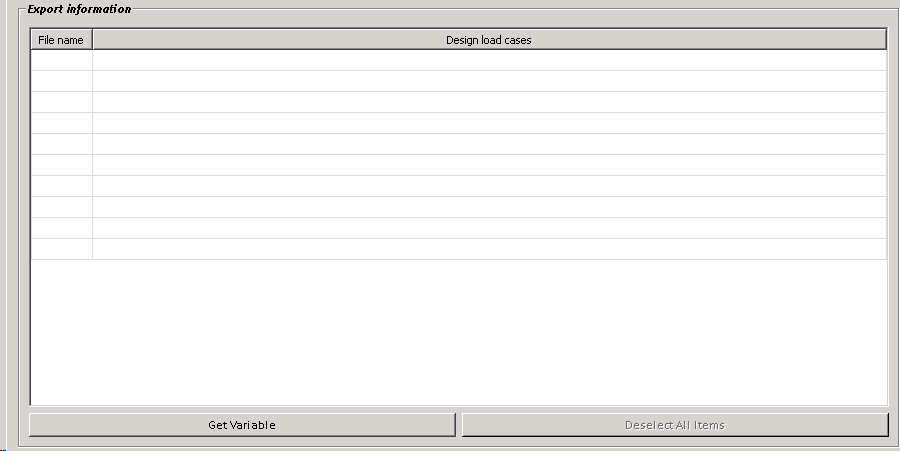 Export information
File name Design load cases
Get Variable Deselect All Items